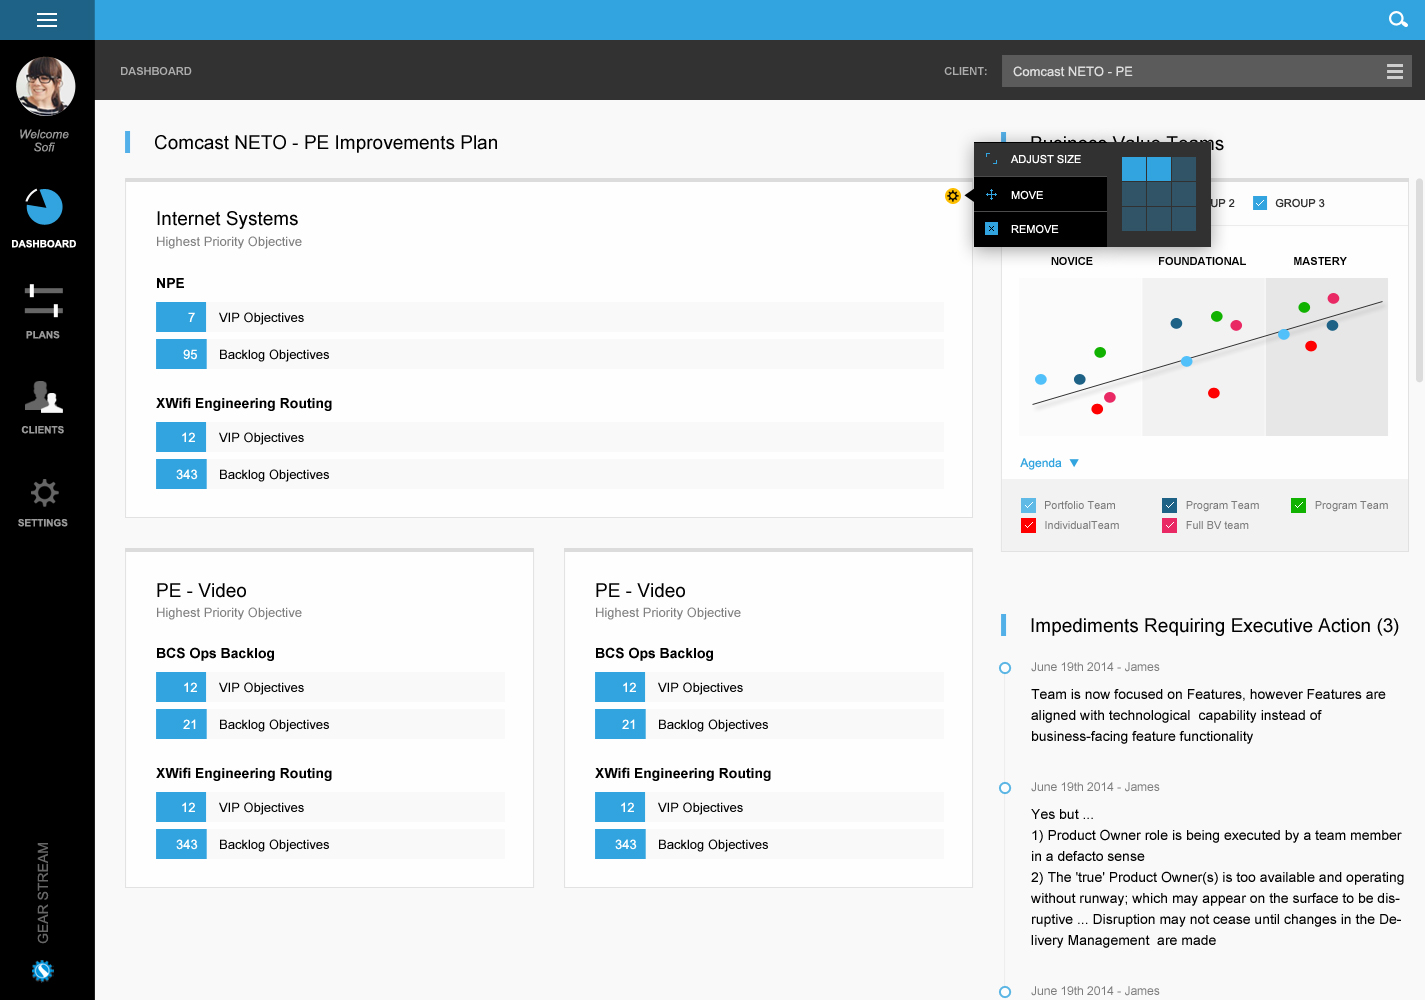 DASHBOARD
CLIENT:
Comcast NETO - PE
Welcome
Sofi
DASHBOARD
PLANS
CLIENTS
SETTINGS
GEAR STREAM
Comcast NETO - PE Improvements Plan
Internet Systems
Highest Priority Objective
NPE
7 VIP Objectives
95 Backlog Objectives
XWifi Engineering Routing
12 VIP Objectives
343 Backlog Objectives
PE - Video
Highest Priority Objective
BCS Ops Backlog
12 VIP Objectives
21 Backlog Objectives
XWifi Engineering Routing
12 VIP Objectives
343 Backlog Objectives
PE - Video
Highest Priority Objective
BCS Ops Backlog
12 VIP Objectives
21 Backlog Objectives
XWifi Engineering Routing
12 VIP Objectives
343 Backlog Objectives
ADJUST SIZE
MOVE
REMOVE
Business Value Teams
UP 2
GROUP 3
NOVICE
FOUNDATIONAL
MASTERY
Agenda
Portfolio Team
Program Team
Program Team
IndividualTeam
Full BV team
Impediments Requiring Executive Action (3)
June 19th 2014 - James
Team is now focused on Features, however Features are
aligned with technological  capability instead of
business-facing feature functionality
June 19th 2014 - James
Yes but ...
1) Product Owner role is being executed by a team member
in a defacto sense
2) The 'true' Product Owner(s) is too available and operating
without runway; which may appear on the surface to be dis-
ruptive ... Disruption may not cease until changes in the De-
livery Management  are made
June 19th 2014 - James